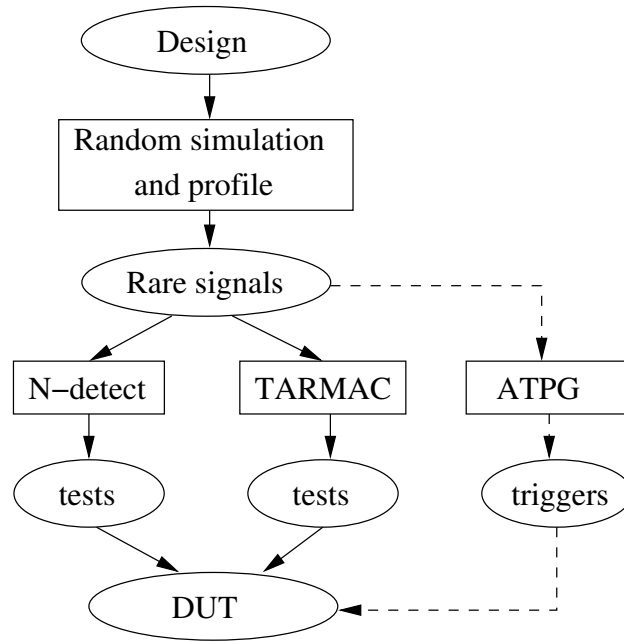 Design
Random simulation
and profile
Rare signals
N−detect
TARMAC
ATPG
tests
tests
triggers
DUT